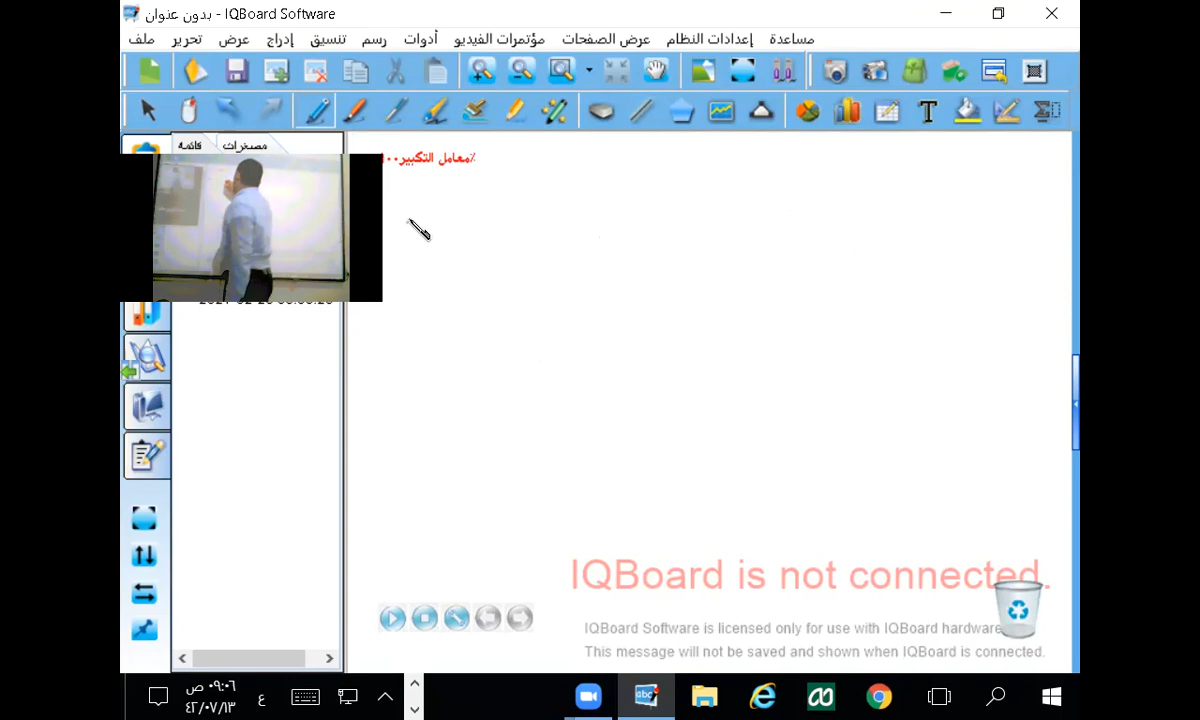 بدون عنوان - IQBoard Software
ملف تحرير عرض إدراج تنسيق رسم أدوات مؤتمرات الفيديو عرض الصفحات إعدادات النظام مساعدة
قائمة مصغرات
٪معامل التكبير١٠٠
IQBoard is not connected.
IQBoard Software is licensed only for use with IQBoard hardware
This message will not be saved and shown when IQBoard is connected.
٠٩:٠٦ ص
ع
٤٢/٠٧/١٣
abc